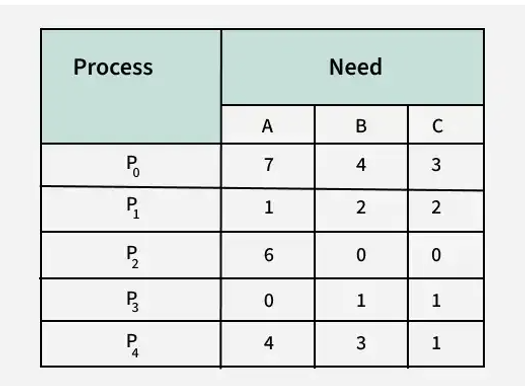 Process Need
A B C
P0 7 4 3
P1 1 2 2
P2 6 0 0
P3 0 1 1
P4 4 3 1